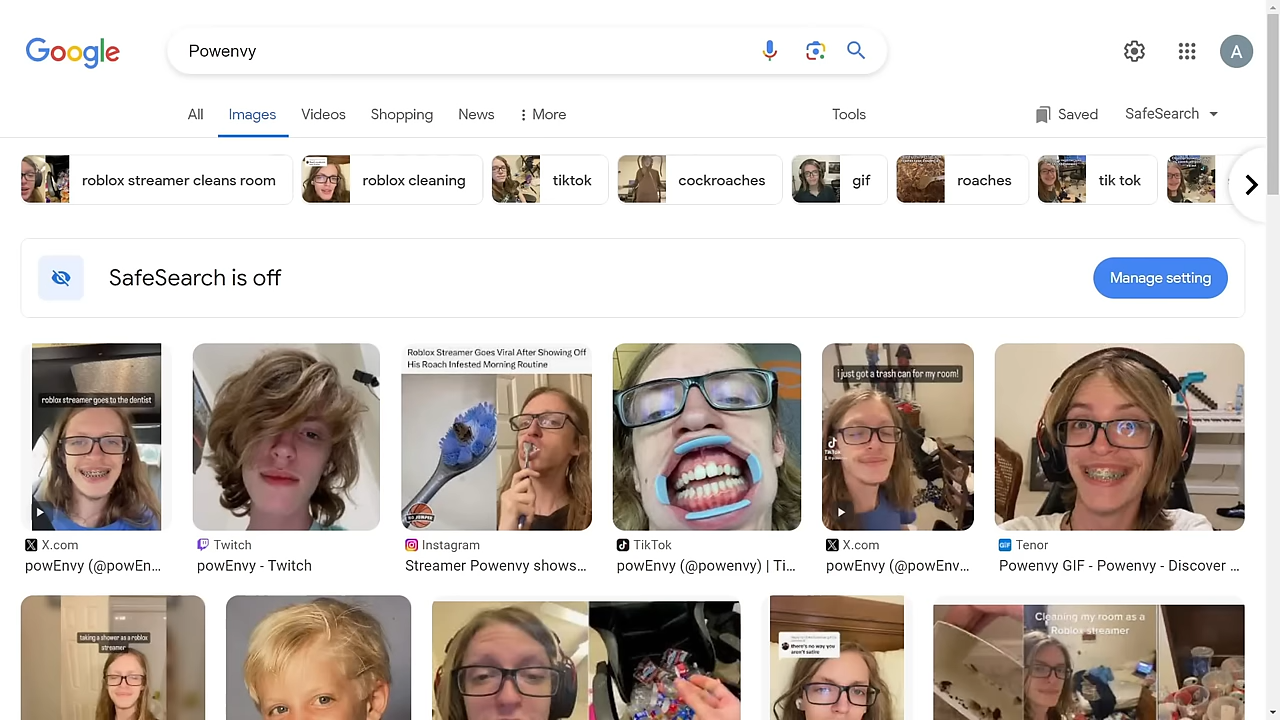 Google
Powenvy
A
All
Images
Videos
Shopping
News
More
Tools
Saved
SafeSearch
roblox streamer cleans room
roblox cleaning
tiktok
cockroaches
gif
roaches
tik tok
SafeSearch is off
Manage setting
roblox streamer goes to the dentist
Roblox Streamer Goes Viral After Showing Off
His Roach Infested Morning Routine
NO JUMPER
i just got a trash can for my room!
TikTok
X.com
Twitch
Instagram
TikTok
X.com
GIF
Tenor
powEnvy (@powEn...
powEnvy - Twitch
Streamer Powenvy shows...
powEnvy (@powenvy) | Ti...
powEnvy (@powEnv...
Powenvy GIF - Powenvy - Discover ...
taking a shower as a roblox
streamer
there's no way you
aren't satire
Cleaning my room as a
Roblox streamer